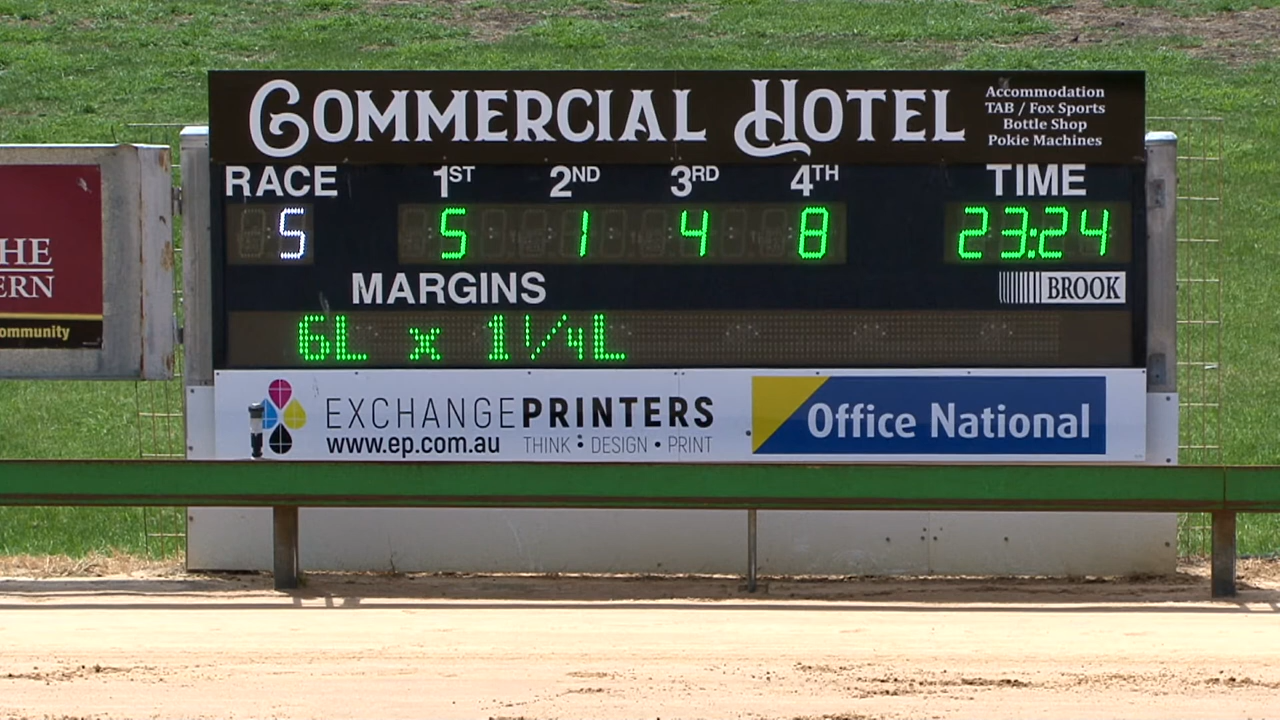 COMMERCIAL HOTEL
Accommodation
TAB / Fox Sports
Bottle Shop
Pokie Machines
RACE 1ST 2ND 3RD 4TH TIME
5 5 1 4 8 23:24
MARGINS
BROOK
6L x 1¼L
HE
ERN
ommunity
EXCHANGEPRINTERS
www.ep.com.au THINK : DESIGN • PRINT
Office National